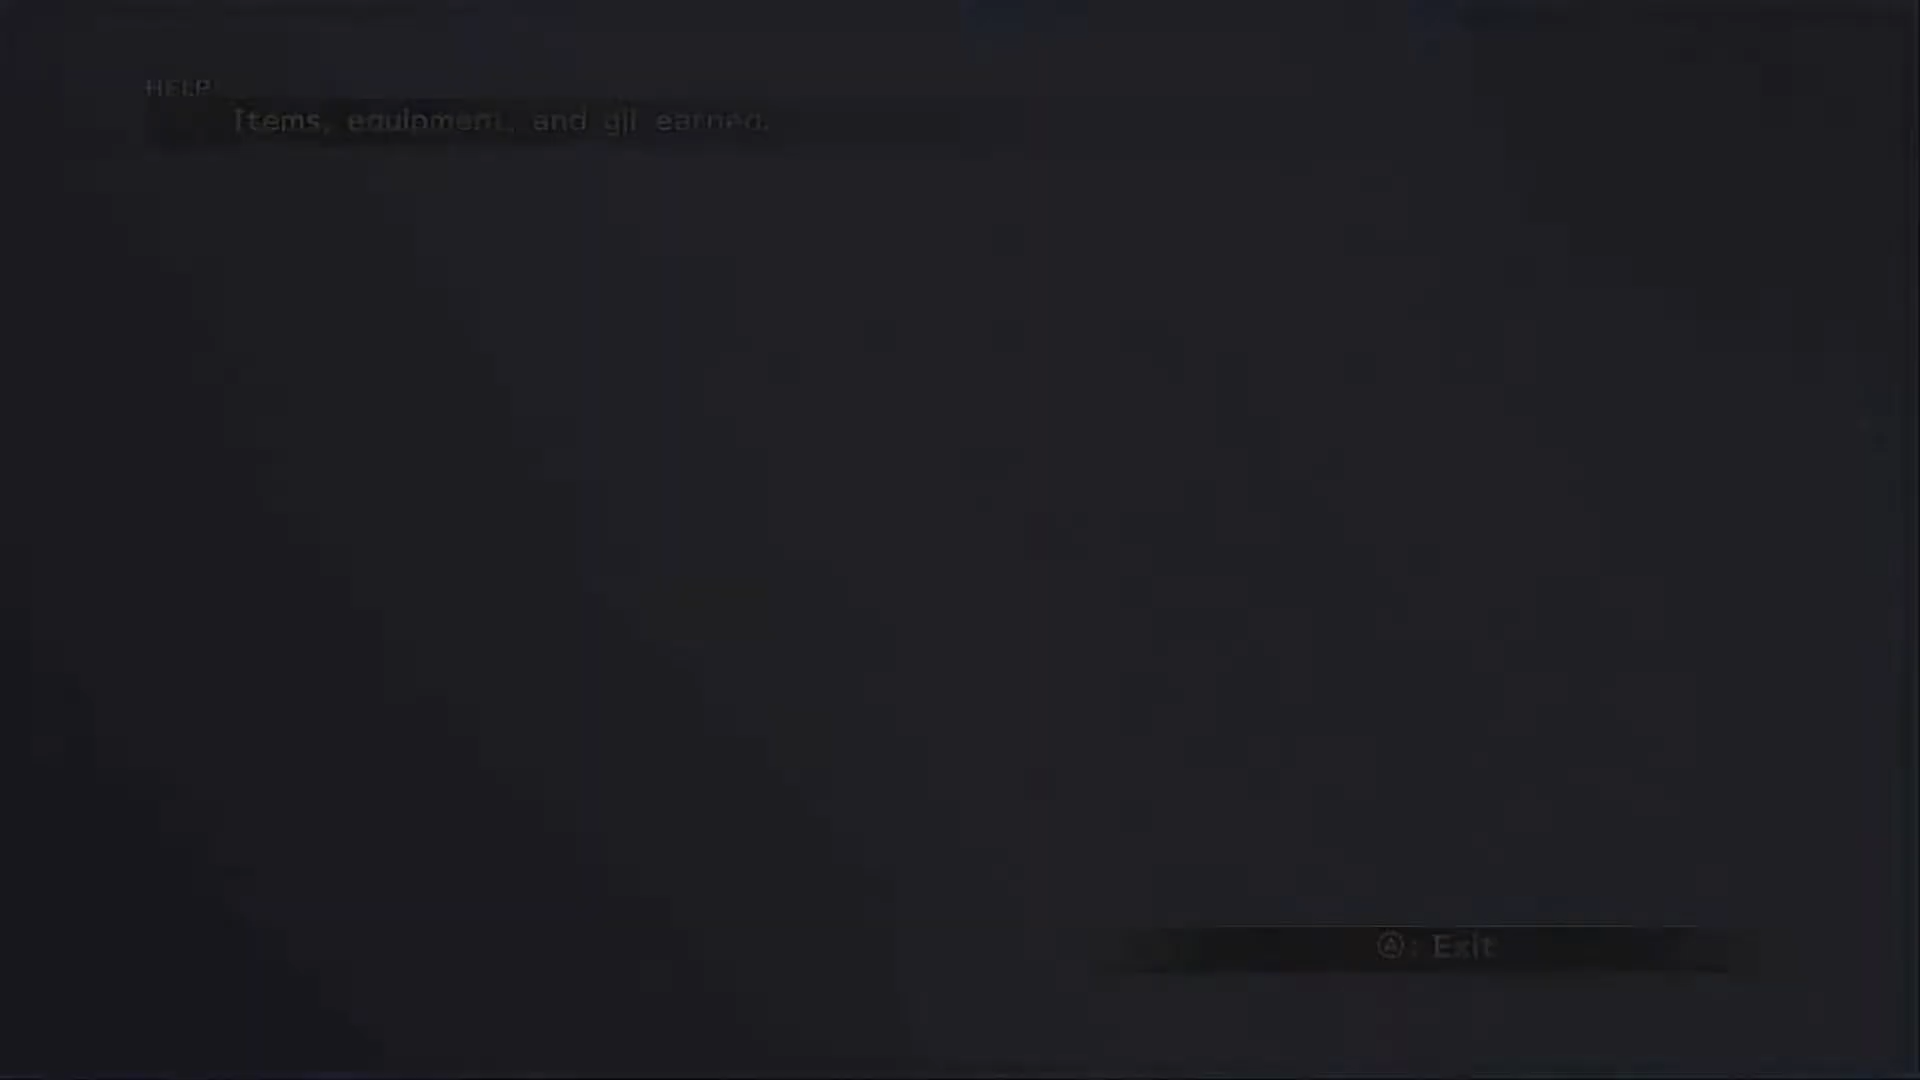 HELP
Items, equipment, and gil earned.
Ⓐ: Exit